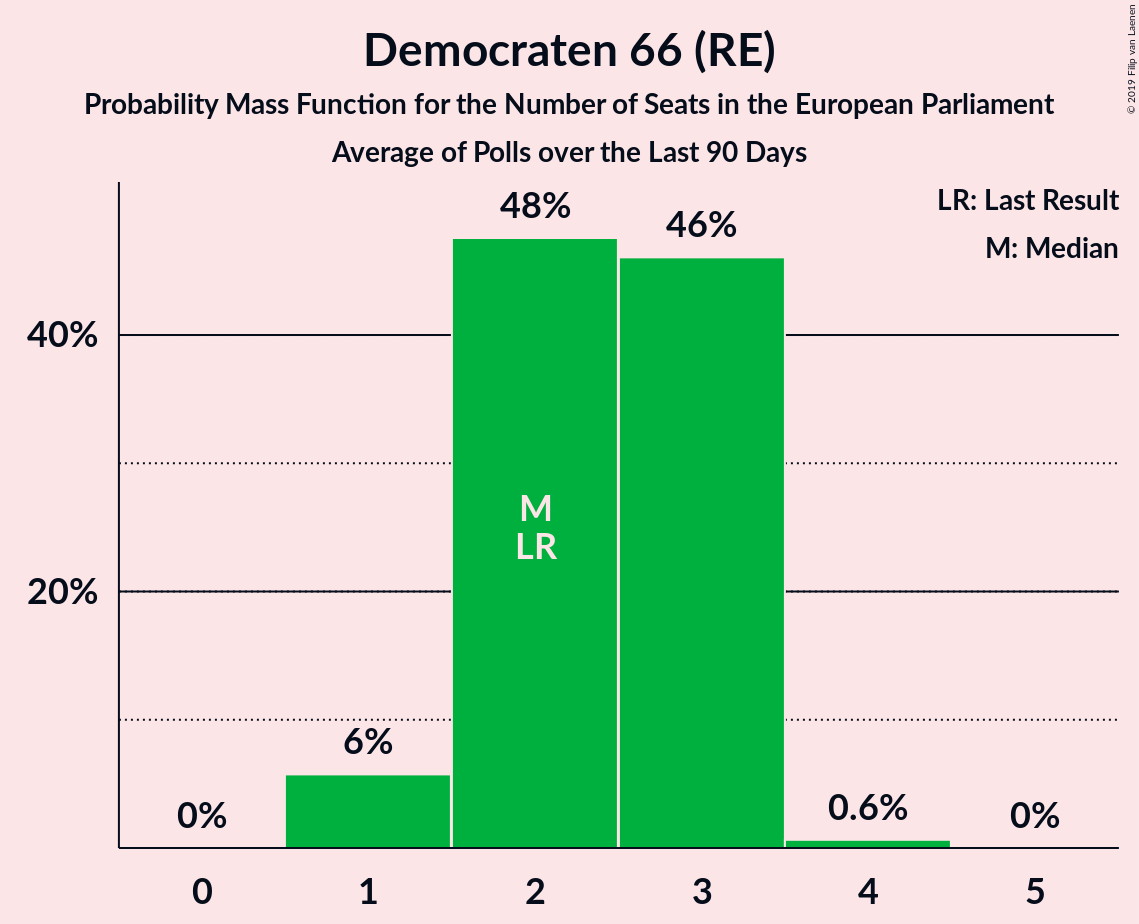 Democraten 66 (RE)
Probability Mass Function for the Number of Seats in the European Parliament
Average of Polls over the Last 90 Days
© 2019 Filip van Laenen
LR: Last Result
M: Median
48%
46%
40%
M
LR
20%
6%
0%
0.6%
0%
0 1 2 3 4 5